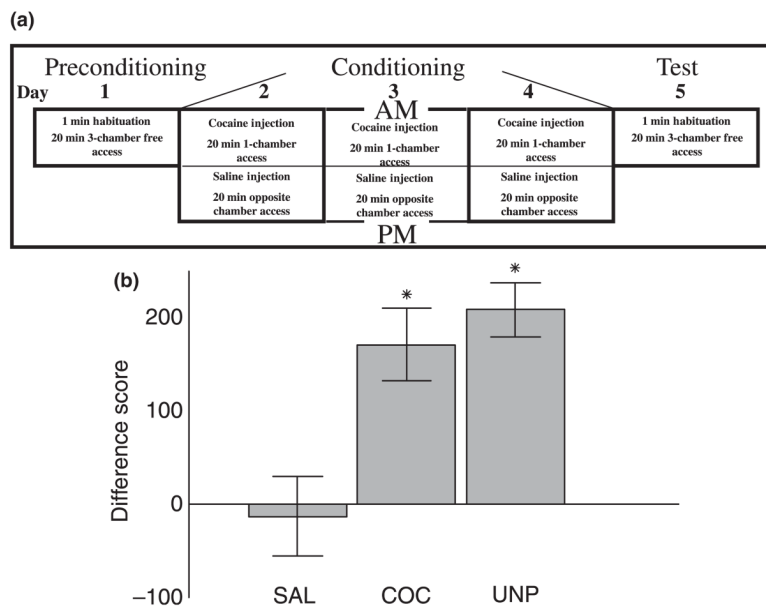 (a)
Preconditioning Conditioning Test
Day 1 2 3 4 5
AM
1 min habituation
20 min 3-chamber free
access
Cocaine injection
20 min 1-chamber
access
Saline injection
20 min opposite
chamber access
Cocaine injection
20 min 1-chamber
access
Saline injection
20 min opposite
chamber access
Cocaine injection
20 min 1-chamber
access
Saline injection
20 min opposite
chamber access
1 min habituation
20 min 3-chamber free
access
PM
(b)
Difference score
200
100
0
−100
*
*
SAL COC UNP